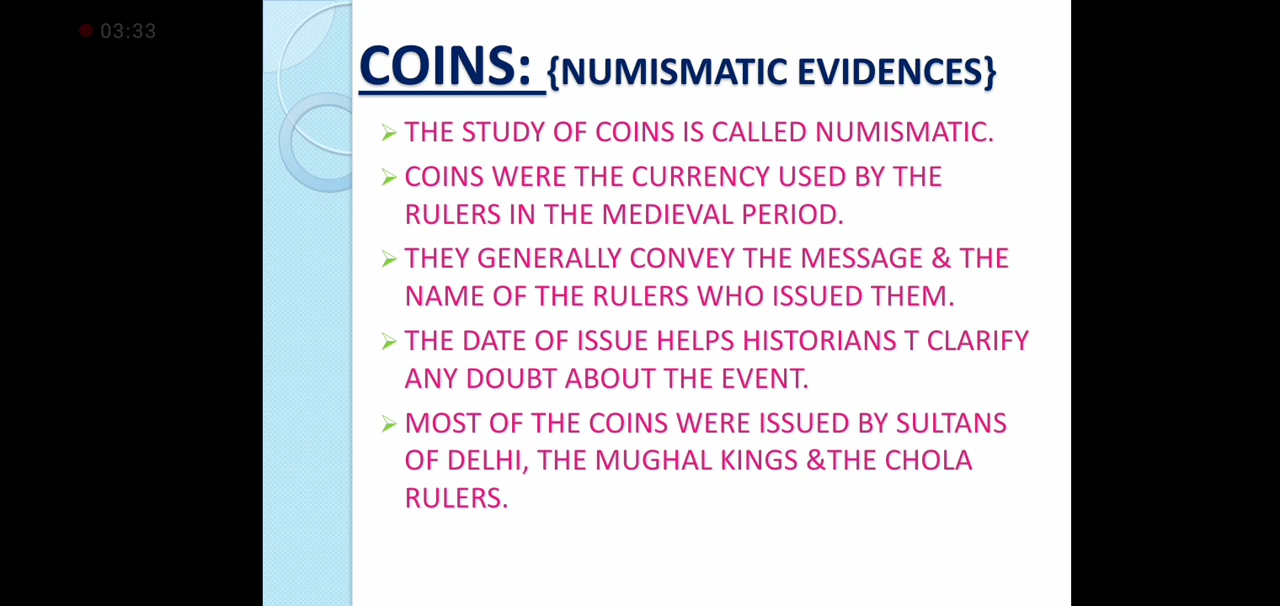 03:33
COINS: {NUMISMATIC EVIDENCES}
THE STUDY OF COINS IS CALLED NUMISMATIC.
COINS WERE THE CURRENCY USED BY THE
RULERS IN THE MEDIEVAL PERIOD.
THEY GENERALLY CONVEY THE MESSAGE & THE
NAME OF THE RULERS WHO ISSUED THEM.
THE DATE OF ISSUE HELPS HISTORIANS T CLARIFY
ANY DOUBT ABOUT THE EVENT.
MOST OF THE COINS WERE ISSUED BY SULTANS
OF DELHI, THE MUGHAL KINGS &THE CHOLA
RULERS.